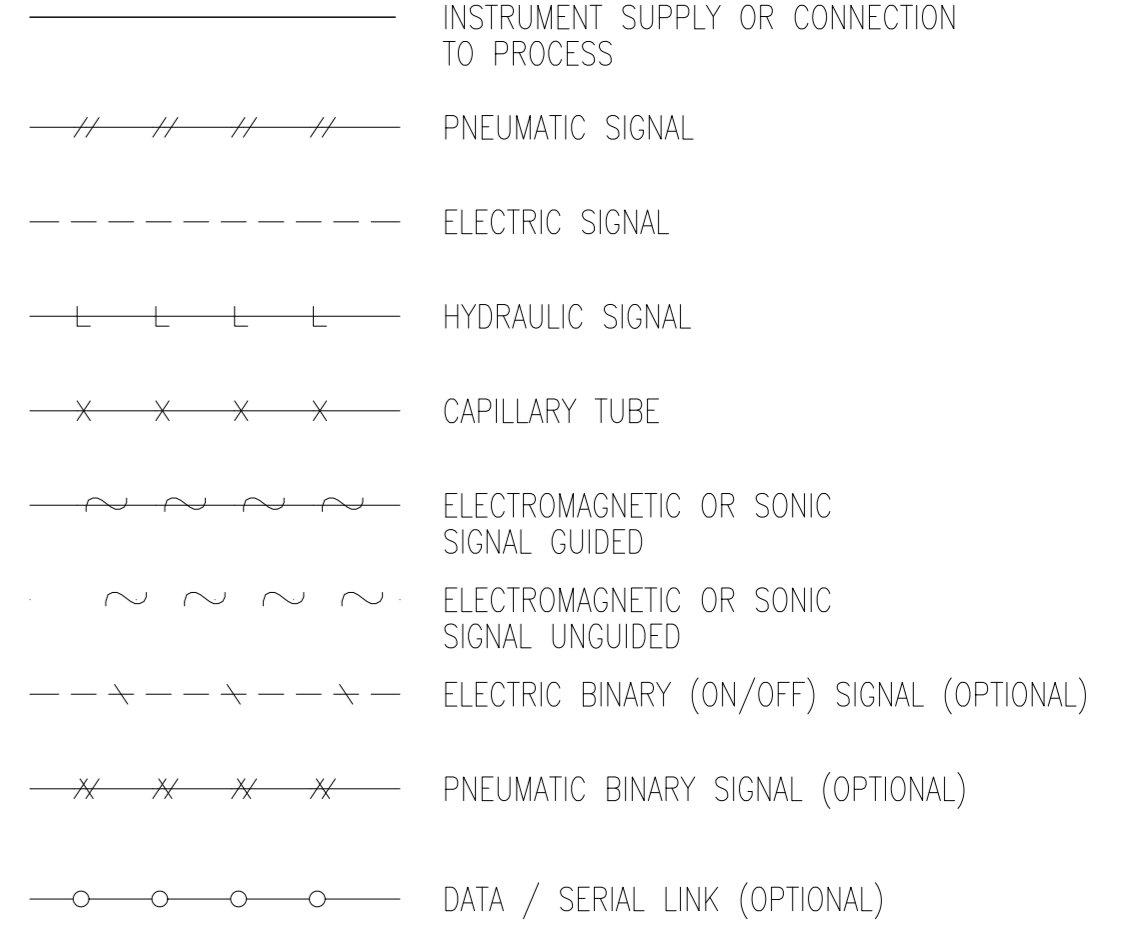 INSTRUMENT SUPPLY OR CONNECTION
TO PROCESS
PNEUMATIC SIGNAL
ELECTRIC SIGNAL
HYDRAULIC SIGNAL
CAPILLARY TUBE
ELECTROMAGNETIC OR SONIC
SIGNAL GUIDED
ELECTROMAGNETIC OR SONIC
SIGNAL UNGUIDED
ELECTRIC BINARY (ON/OFF) SIGNAL (OPTIONAL)
PNEUMATIC BINARY SIGNAL (OPTIONAL)
DATA / SERIAL LINK (OPTIONAL)